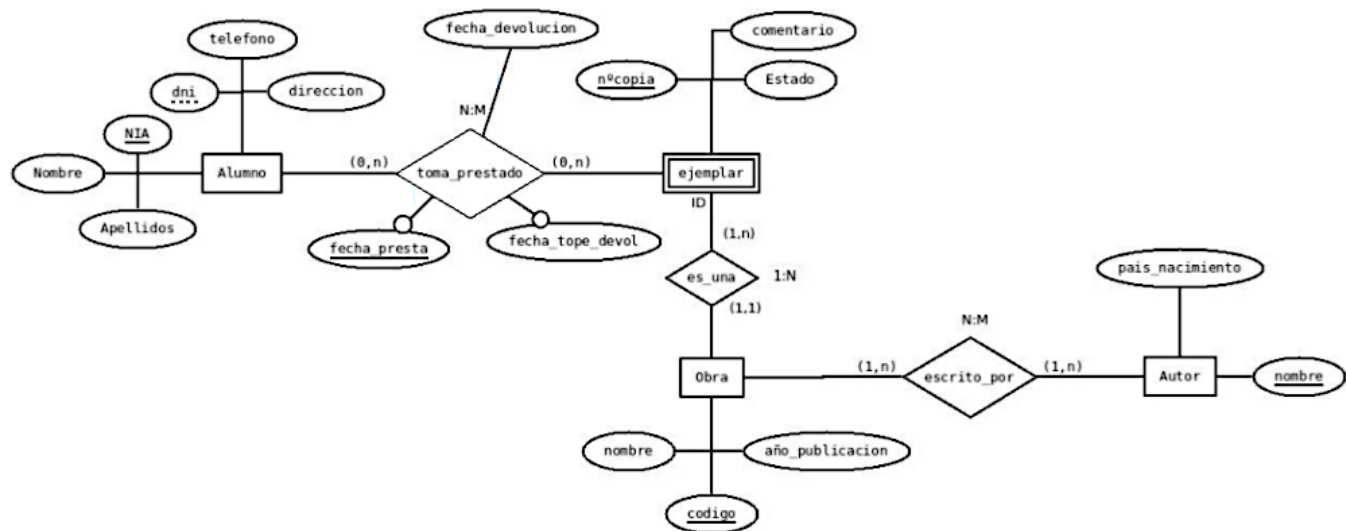 fecha_devolucion
comentario
telefono
nºcopia
Estado
dni
direccion
N:M
NIA
Nombre
Alumno
(0,n)
toma_prestado
(0,n)
ejemplar
ID
Apellidos
fecha_presta
fecha_tope_devol
(1,n)
es_una
1:N
(1,1)
pais_nacimiento
N:M
Obra
(1,n)
escrito_por
(1,n)
Autor
nombre
nombre
año_publicacion
codigo